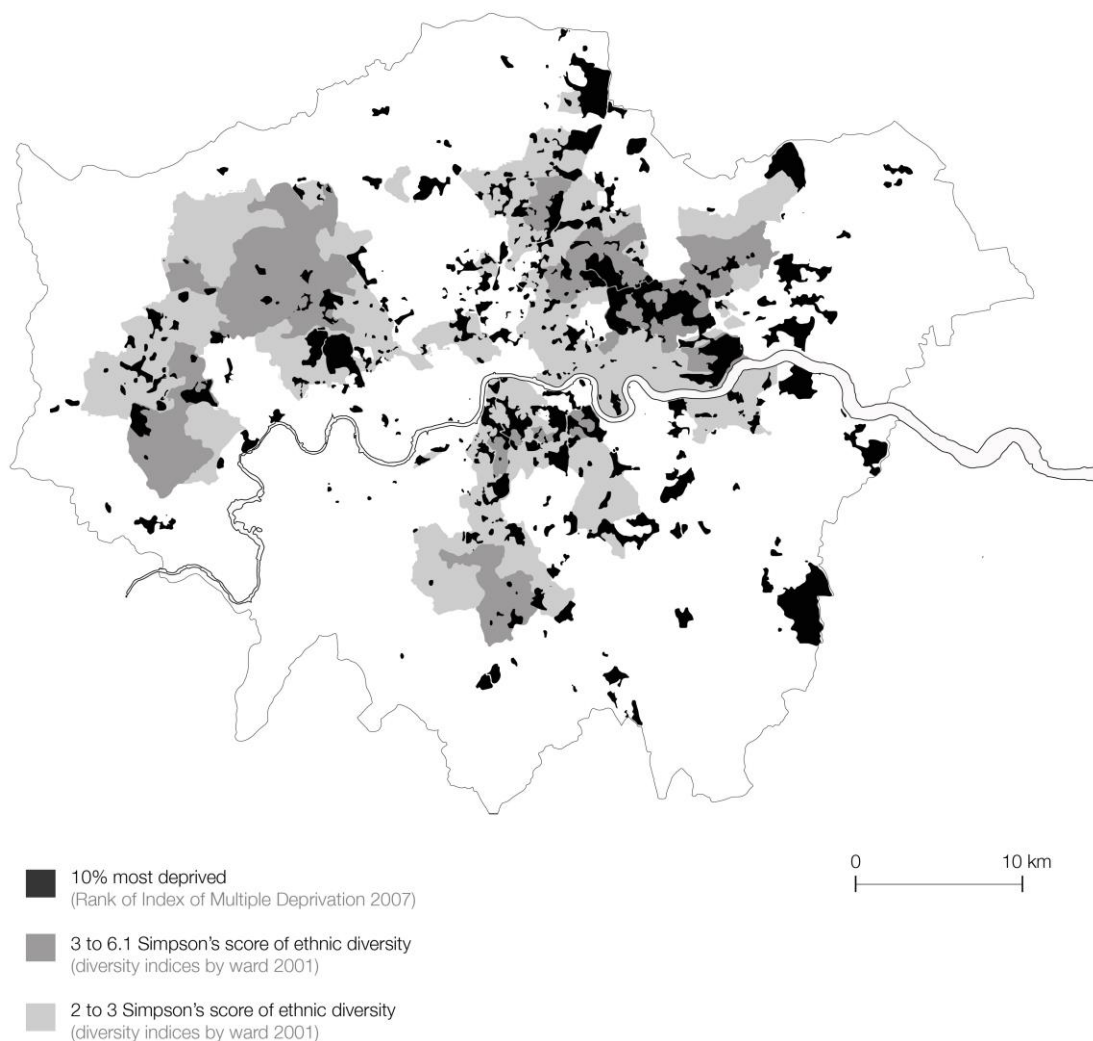 0 10 km
10% most deprived
(Rank of Index of Multiple Deprivation 2007)
3 to 6.1 Simpson's score of ethnic diversity
(diversity indices by ward 2001)
2 to 3 Simpson's score of ethnic diversity
(diversity indices by ward 2001)